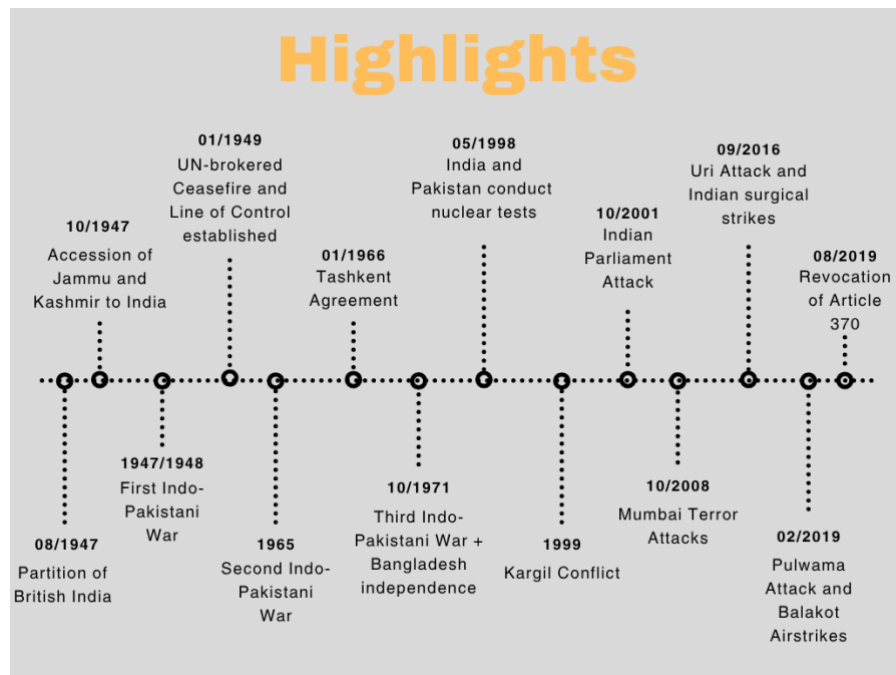 Highlights
08/1947
Partition of
British India
10/1947
Accession of
Jammu and
Kashmir to India
1947/1948
First Indo-
Pakistani
War
01/1949
UN-brokered
Ceasefire and
Line of Control
established
1965
Second Indo-
Pakistani
War
01/1966
Tashkent
Agreement
10/1971
Third Indo-
Pakistani War +
Bangladesh
independence
05/1998
India and
Pakistan conduct
nuclear tests
1999
Kargil Conflict
10/2001
Indian
Parliament
Attack
10/2008
Mumbai Terror
Attacks
09/2016
Uri Attack and
Indian surgical
strikes
02/2019
Pulwama
Attack and
Balakot
Airstrikes
08/2019
Revocation
of Article
370